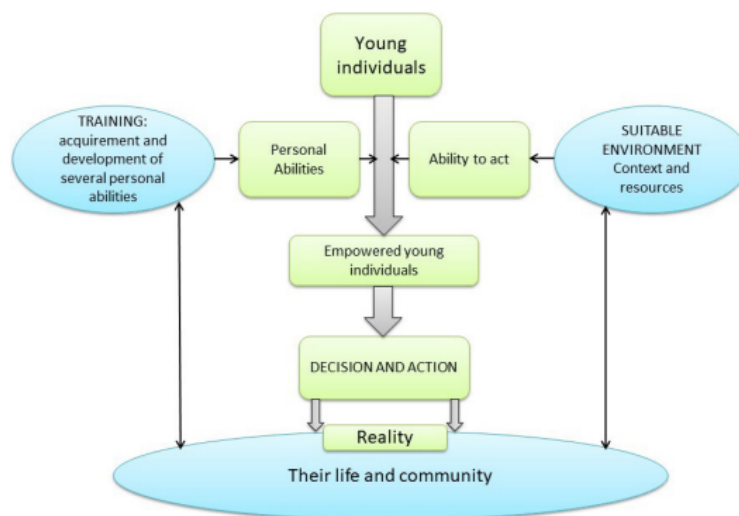 Young
individuals
TRAINING:
acquirement and
development of
several personal
abilities
Personal
Abilities
Ability to act
SUITABLE
ENVIRONMENT
Context and
resources
Empowered young
individuals
DECISION AND ACTION
Reality
Their life and community